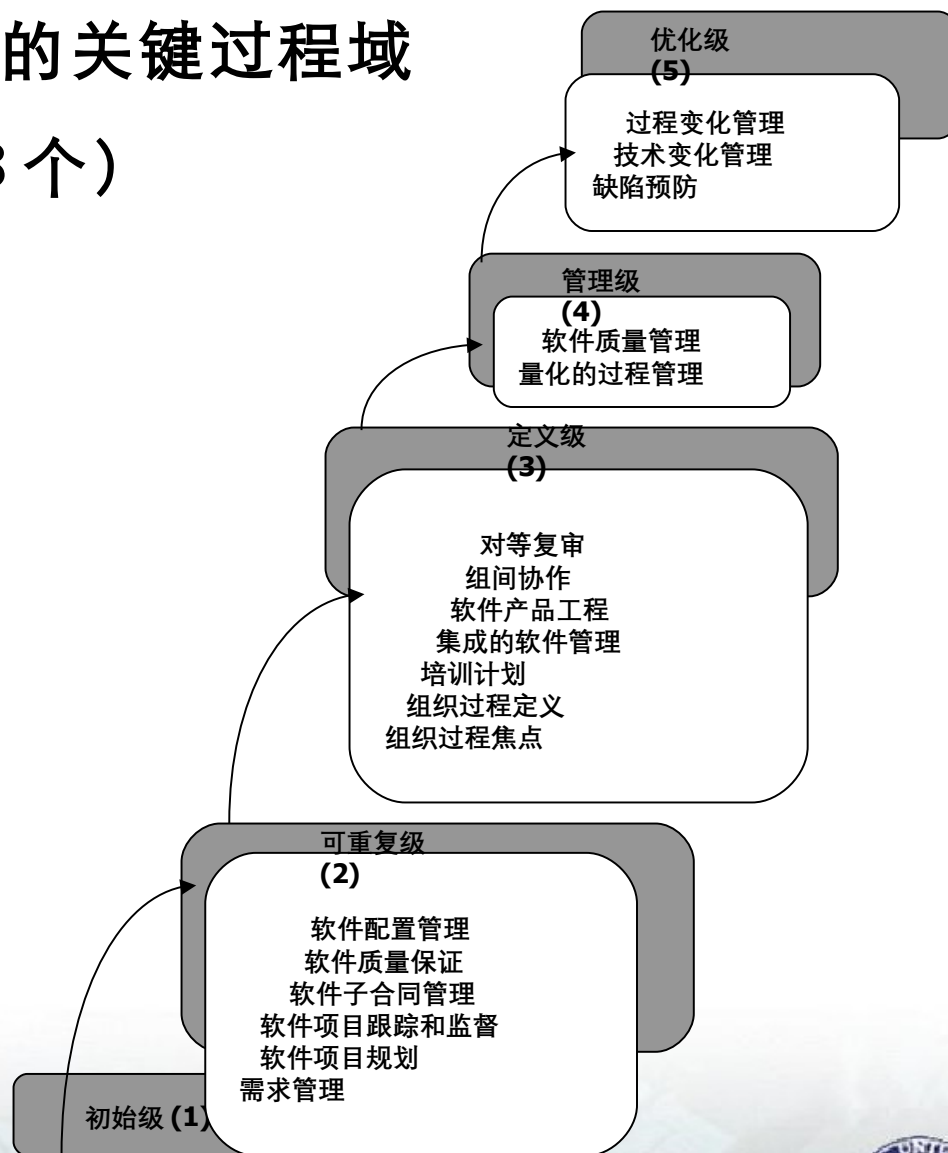 的关键过程域
个）
优化级
(5)
过程变化管理
技术变化管理
缺陷预防
管理级
(4)
软件质量管理
量化的过程管理
定义级
(3)
对等复审
组间协作
软件产品工程
集成的软件管理
培训计划
组织过程定义
组织过程焦点
可重复级
(2)
软件配置管理
软件质量保证
软件子合同管理
软件项目跟踪和监督
软件项目规划
需求管理
初始级 (1)